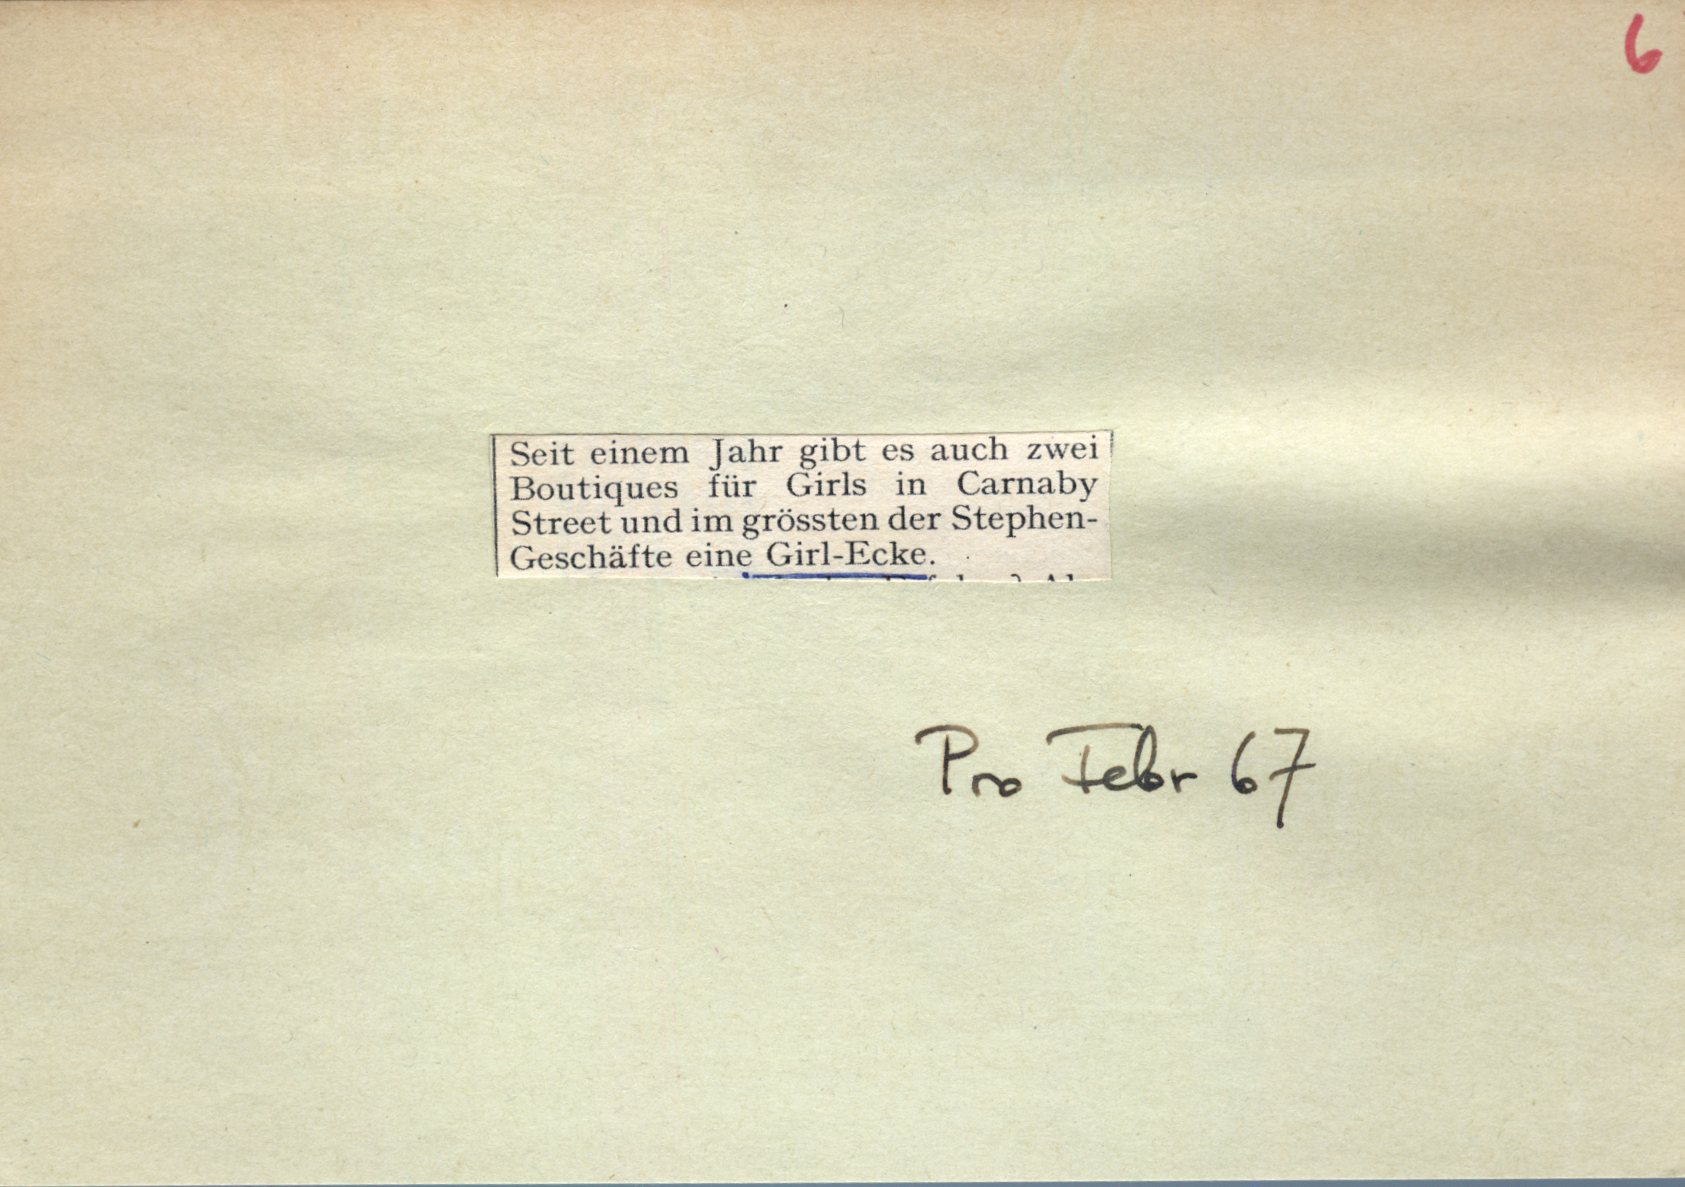 6
Seit einem Jahr gibt es auch zwei
Boutiques für Girls in Carnaby
Street und im grössten der Stephen-
Geschäfte eine Girl-Ecke.
Pro Febr 67